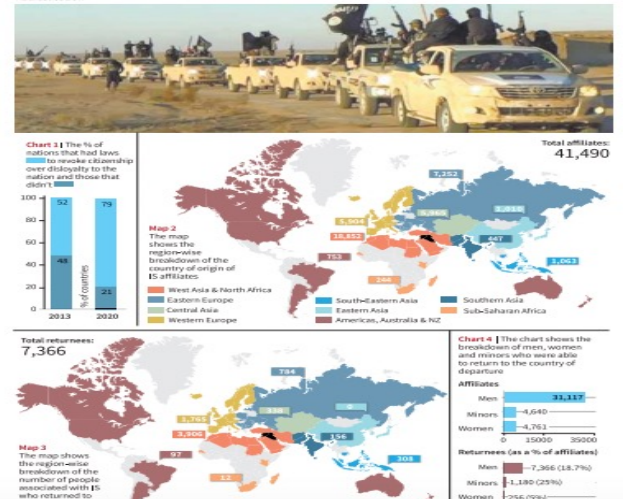 Chart 1 | The % of
nations that had laws
to revoke citizenship
over disloyalty to the
nation and those that
didn't
100
80
60
40
20
0
52
48
79
21
% of countries
2013
2020
Total affiliates:
41,490
Map 2
The map
shows the
region-wise
breakdown of the
country of origin of
IS affiliates
7,252
5,904
5,965
18,852
447
753
244
1,063
West Asia & North Africa
Eastern Europe
Central Asia
Western Europe
South-Eastern Asia
Eastern Asia
Americas, Australia & NZ
Southern Asia
Sub-Saharan Africa
Total returnees:
7,366
Map 3
The map shows
the region-wise
breakdown of the
number of people
associated with IS
who returned to
784
338
1,765
0
3,906
156
97
308
12
Chart 4 | The chart shows the
breakdown of men, women
and minors who were able
to return to the country of
departure
Affiliates
Men
31,117
Minors
4,640
Women
4,761
0
15000
35000
Returnees (as a % of affiliates)
Men
7,366 (18.7%)
Minors
1,180 (25%)
Women
256 (5%)